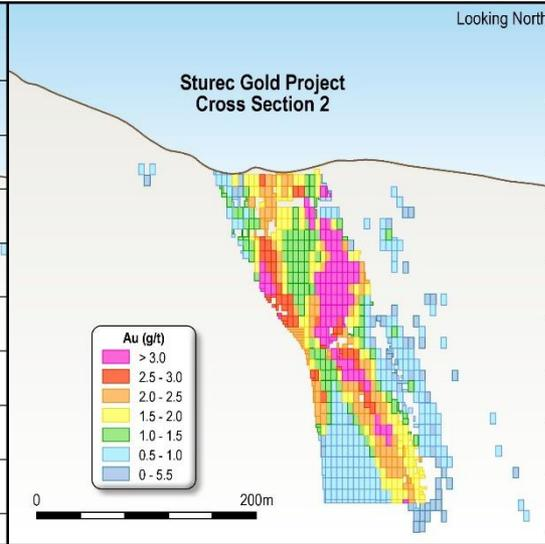 Looking North
Sturec Gold Project
Cross Section 2
Au (g/t)
> 3.0
2.5 - 3.0
2.0 - 2.5
1.5 - 2.0
1.0 - 1.5
0.5 - 1.0
0 - 5.5
0
200m